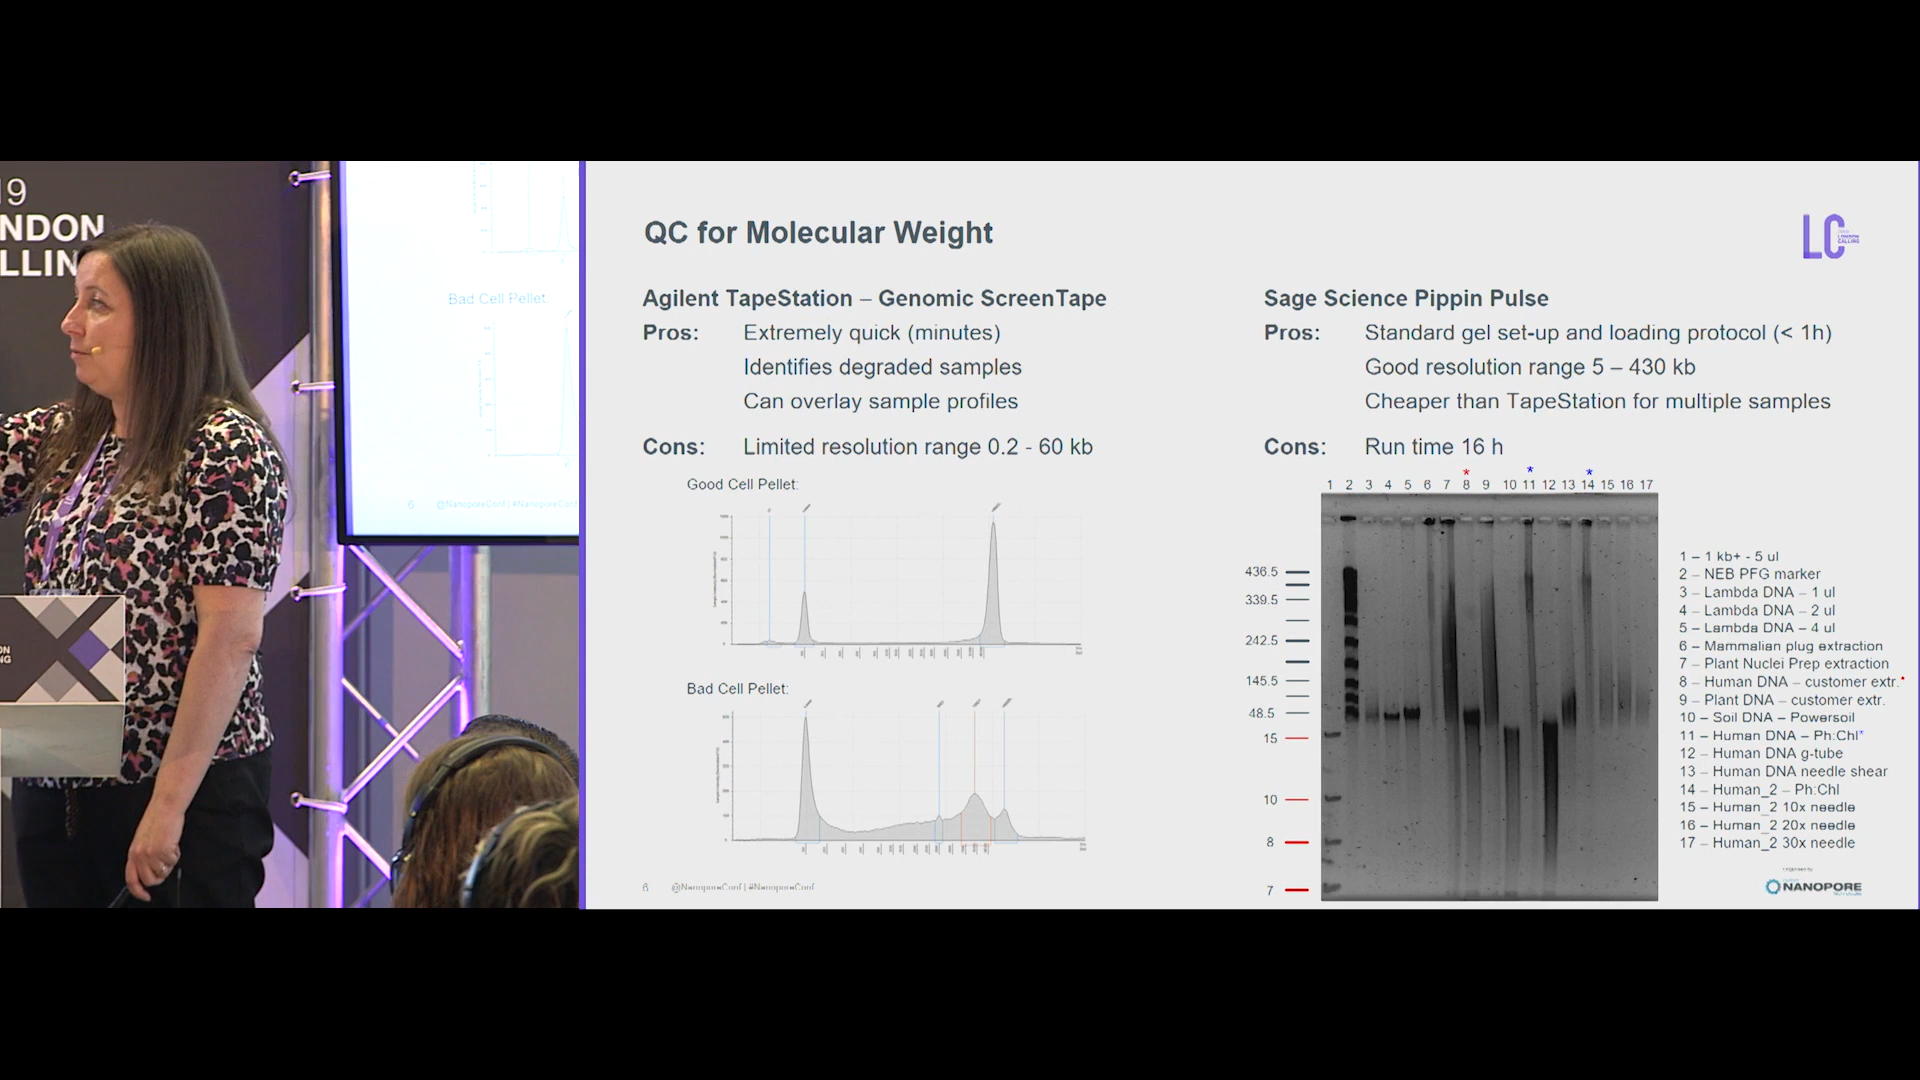 19
NDON
LLIN
Bad Cell Pellet:
6 @NanoporeConf | #NanoporeConf
QC for Molecular Weight
LC
LONDON
CALLING
Agilent TapeStation – Genomic ScreenTape
Pros: Extremely quick (minutes)
Identifies degraded samples
Can overlay sample profiles
Cons: Limited resolution range 0.2 - 60 kb
Good Cell Pellet:
Bad Cell Pellet:
6 @NanoporeConf | #NanoporeConf
Sage Science Pippin Pulse
Pros: Standard gel set-up and loading protocol (< 1h)
Good resolution range 5 – 430 kb
Cheaper than TapeStation for multiple samples
Cons: Run time 16 h
* * *
1 2 3 4 5 6 7 8 9 10 11 12 13 14 15 16 17
436.5
339.5
242.5
145.5
48.5
15
10
8
7
1 – 1 kb+ - 5 ul
2 – NEB PFG marker
3 – Lambda DNA – 1 ul
4 – Lambda DNA – 2 ul
5 – Lambda DNA – 4 ul
6 – Mammalian plug extraction
7 – Plant Nuclei Prep extraction
8 – Human DNA – customer extr.*
9 – Plant DNA – customer extr.
10 – Soil DNA – Powersoil
11 – Human DNA – Ph:Chl*
12 – Human DNA g-tube
13 – Human DNA needle shear
14 – Human_2 – Ph:Chl
15 – Human_2 10x needle
16 – Human_2 20x needle
17 – Human_2 30x needle
NANOPORE